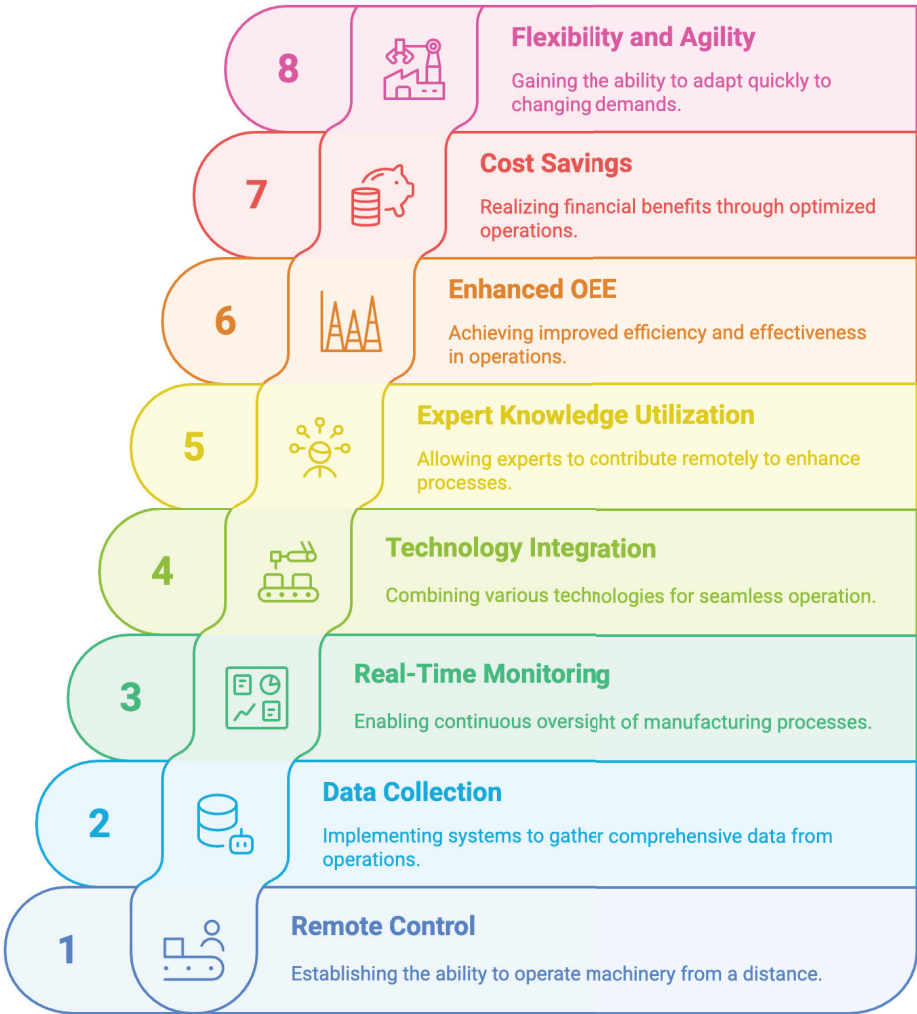 8
Flexibility and Agility
Gaining the ability to adapt quickly to
changing demands.
7
Cost Savings
Realizing financial benefits through optimized
operations.
6
Enhanced OEE
Achieving improved efficiency and effectiveness
in operations.
5
Expert Knowledge Utilization
Allowing experts to contribute remotely to enhance
processes.
4
Technology Integration
Combining various technologies for seamless operation.
3
Real-Time Monitoring
Enabling continuous oversight of manufacturing processes.
2
Data Collection
Implementing systems to gather comprehensive data from
operations.
1
Remote Control
Establishing the ability to operate machinery from a distance.